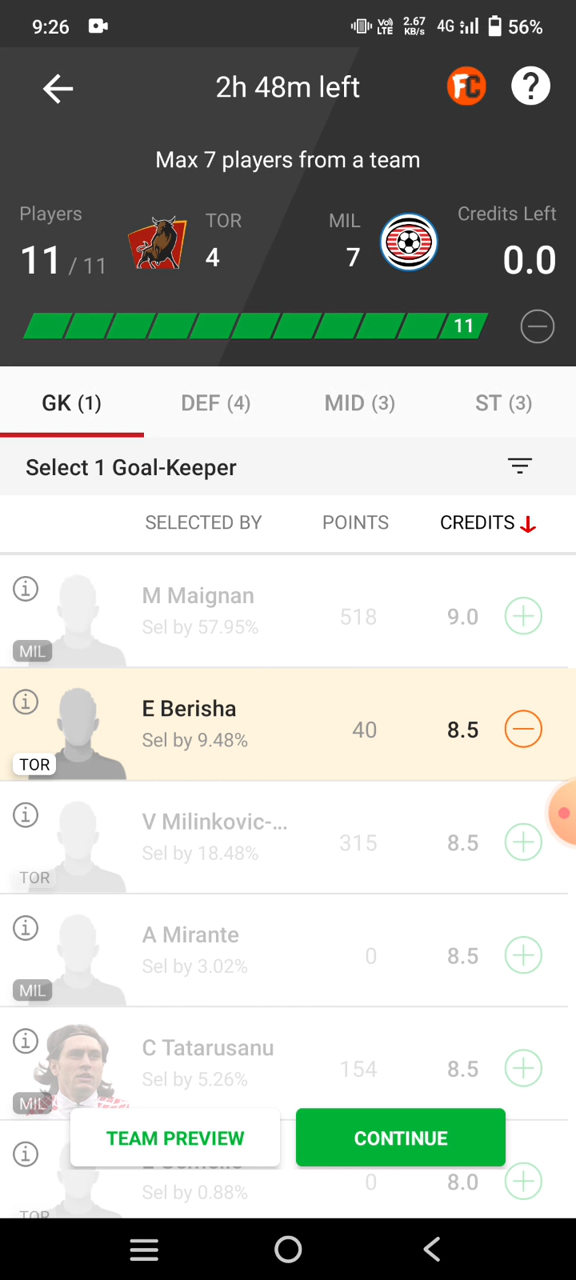 9:26 Vo) LTE 2.67 KB/s 4G 56%
2h 48m left FC ?
Max 7 players from a team
Players TOR MIL Credits Left
11 / 11 4 7 0.0
11
GK (1) DEF (4) MID (3) ST (3)
Select 1 Goal-Keeper
SELECTED BY POINTS CREDITS
M Maignan
Sel by 57.95% 518 9.0
MIL
E Berisha
Sel by 9.48% 40 8.5
TOR
V Milinkovic-...
Sel by 18.48% 315 8.5
TOR
A Mirante
Sel by 3.02% 0 8.5
MIL
C Tatarusanu
Sel by 5.26% 154 8.5
MIL
TEAM PREVIEW CONTINUE
Sel by 0.88% 0 8.0
TOR